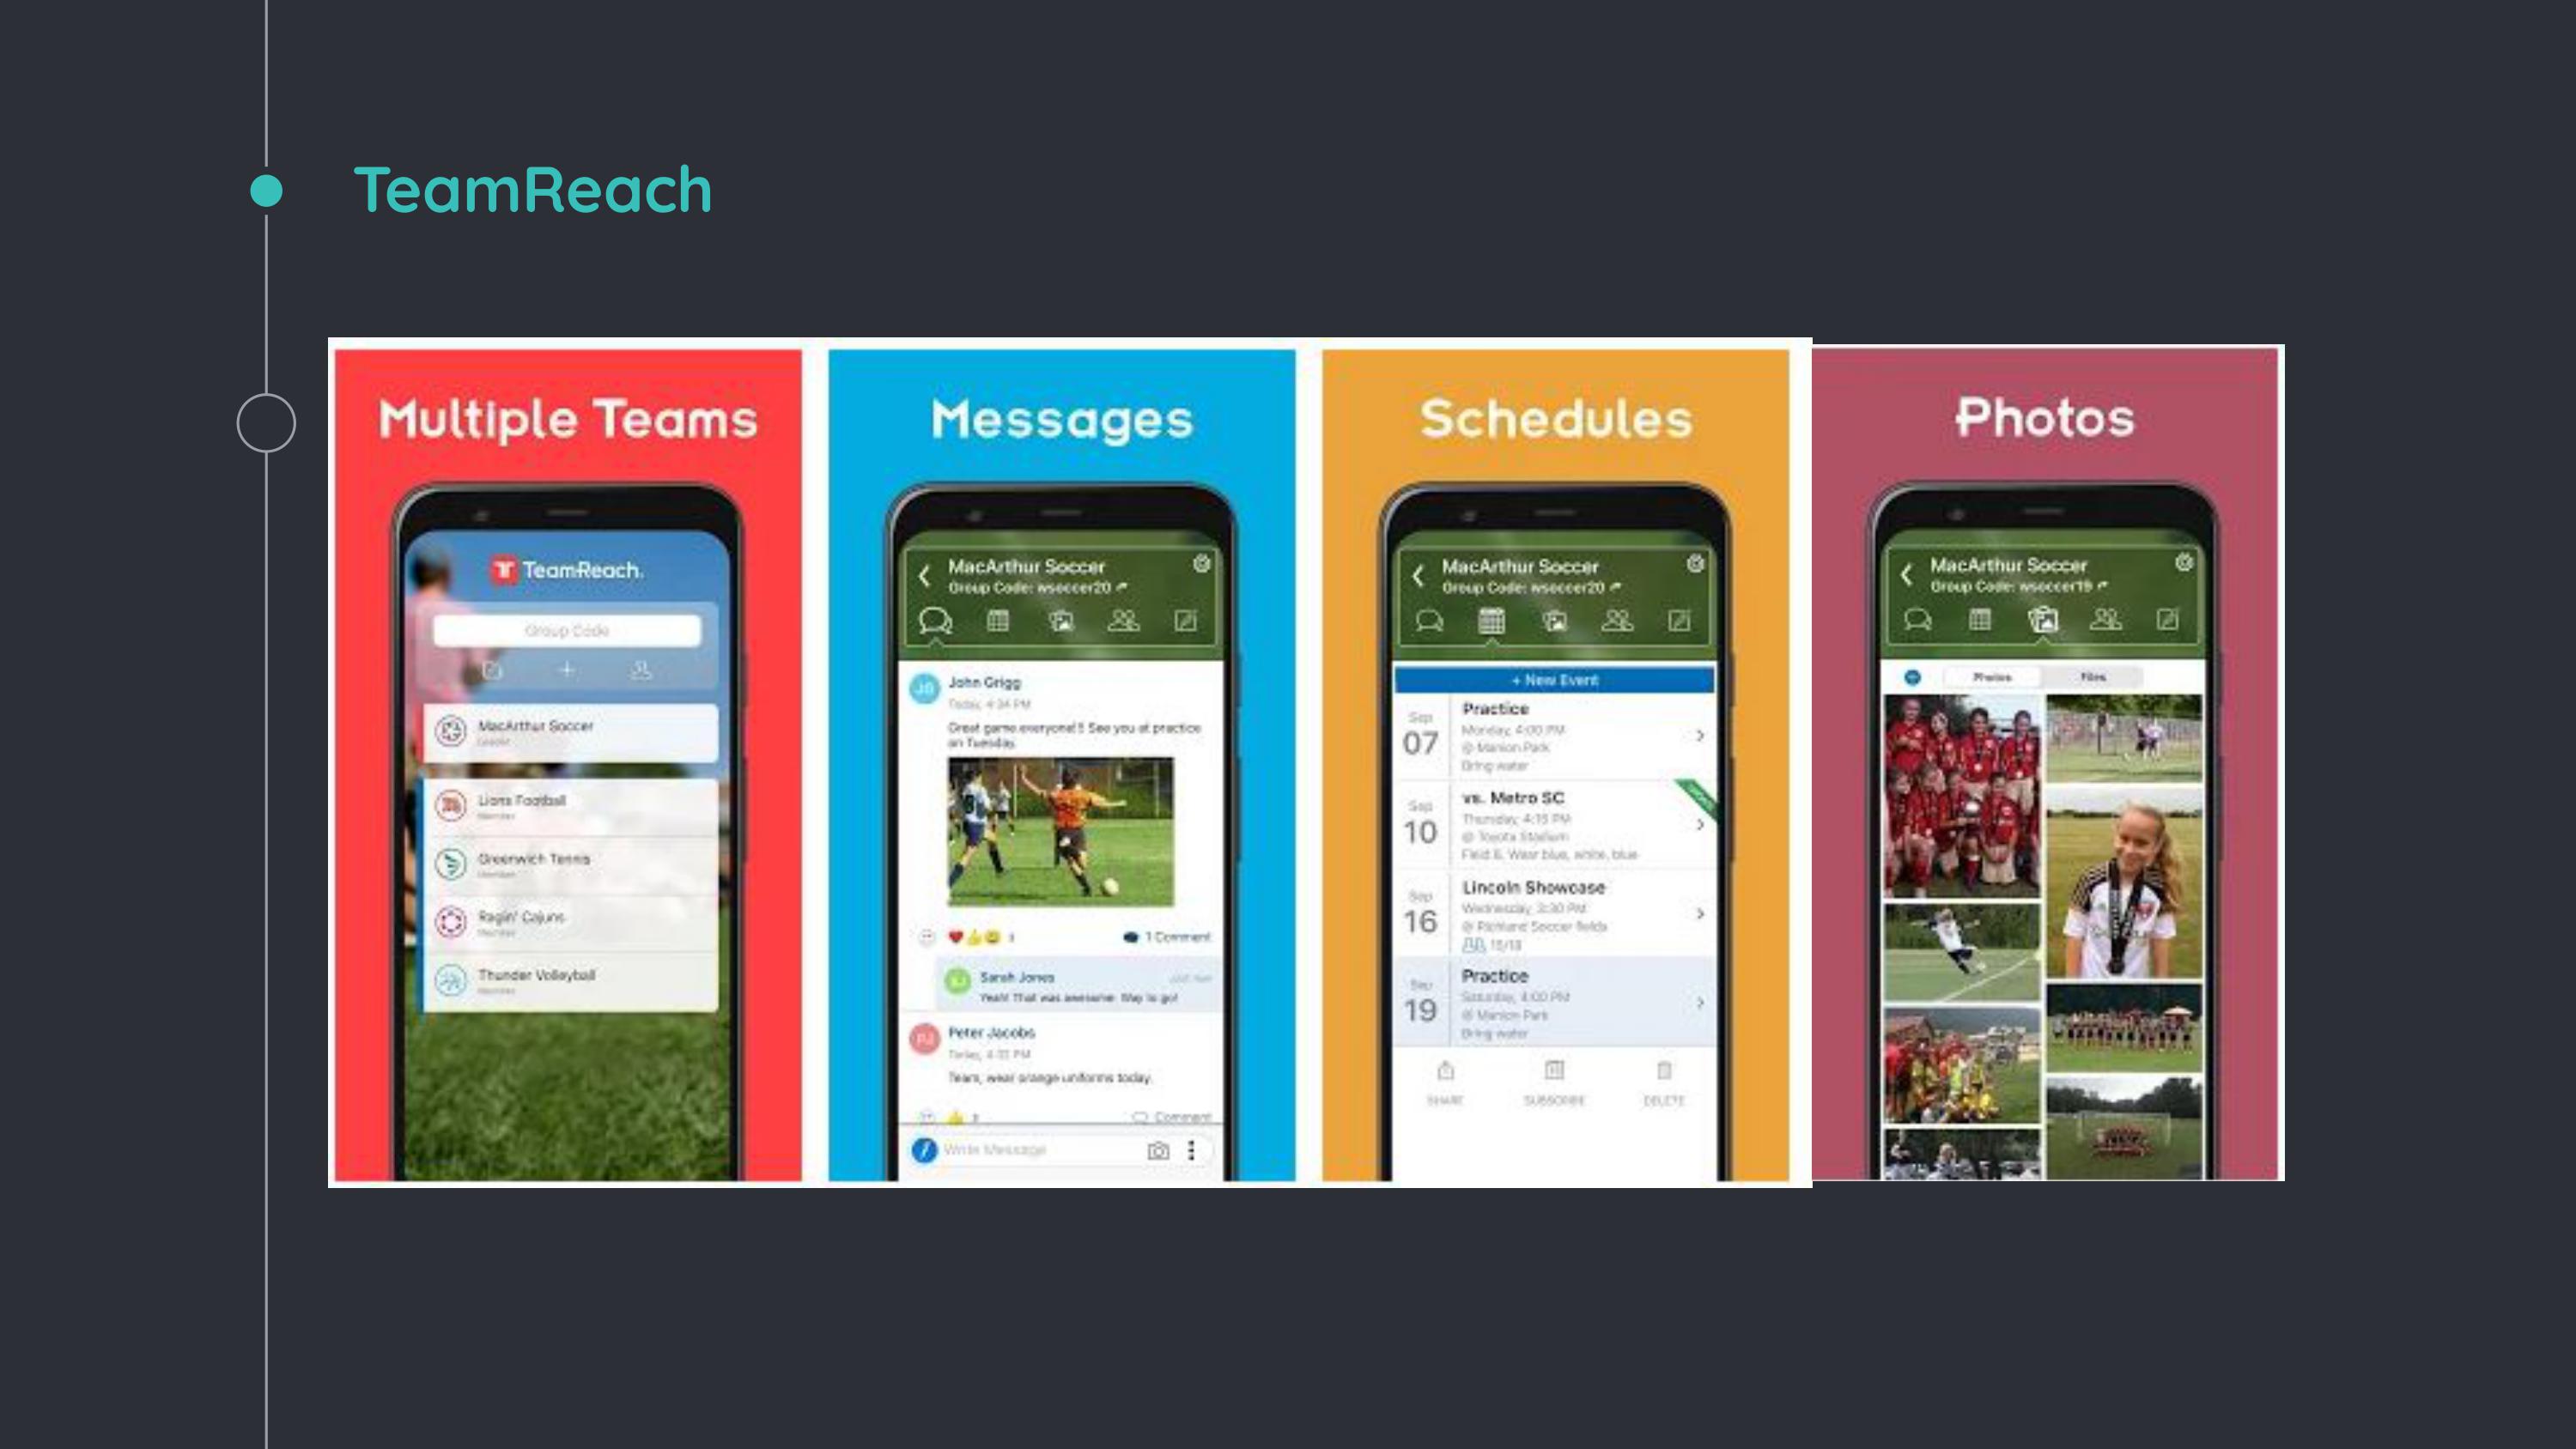 TeamReach
Multiple Teams
TeamReach.
Group Code
MacArthur Soccer
Leader
Lions Football
Member
Greenwich Tennis
Member
Ragin' Cajuns
Member
Thunder Volleyball
Member
Messages
MacArthur Soccer
Group Code: wsoccer20
JG
John Grigg
Today, 4:34 PM
Great game everyone!! See you at practice
on Tuesday.
3
1 Comment
SJ
Sarah Jones
Just now
Yeah! That was awesome. Way to go!
PJ
Peter Jacobs
Today, 4:12 PM
Team, wear orange uniforms today.
Comment
Write Message
Schedules
MacArthur Soccer
Group Code: wsoccer20
+ New Event
Sep
07
Practice
Monday, 4:00 PM
@ Manion Park
Bring water
Sep
10
vs. Metro SC
Thursday, 4:15 PM
@ Toyota Stadium
Field 6. Wear blue, white, blue
Sep
16
Lincoln Showcase
Wednesday, 3:30 PM
@ Richland Soccer fields
Sep
19
Practice
Saturday, 4:00 PM
@ Manion Park
Bring water
SHARE
SUBSCRIBE
DELETE
Photos
MacArthur Soccer
Group Code: wsoccer19
Photos
Files